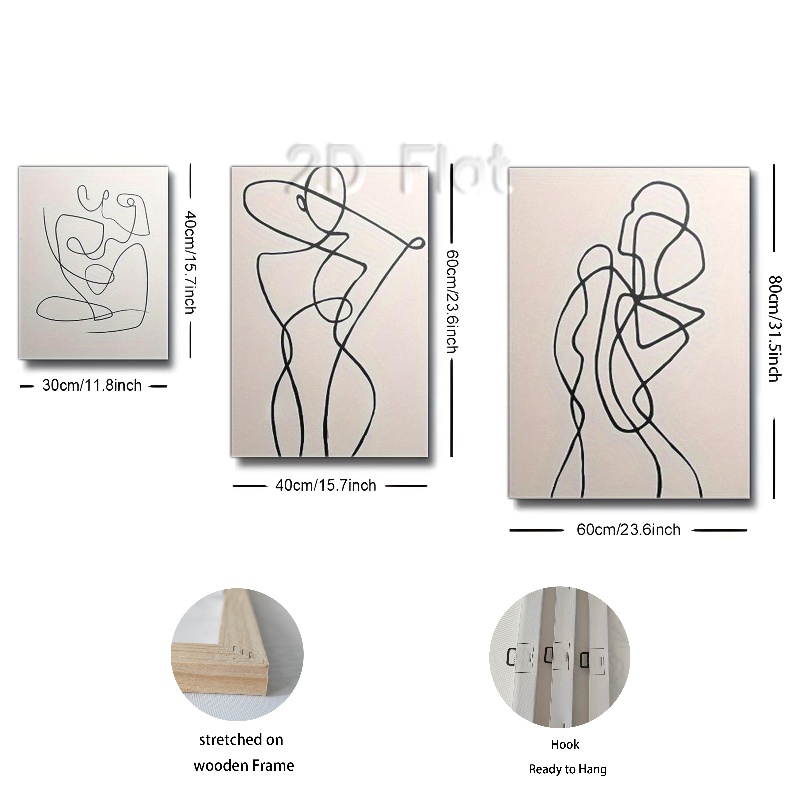 2D Flat
40cm/15.7inch
30cm/11.8inch
60cm/23.6inch
40cm/15.7inch
80cm/31.5inch
60cm/23.6inch
stretched on
wooden Frame
Hook
Ready to Hang